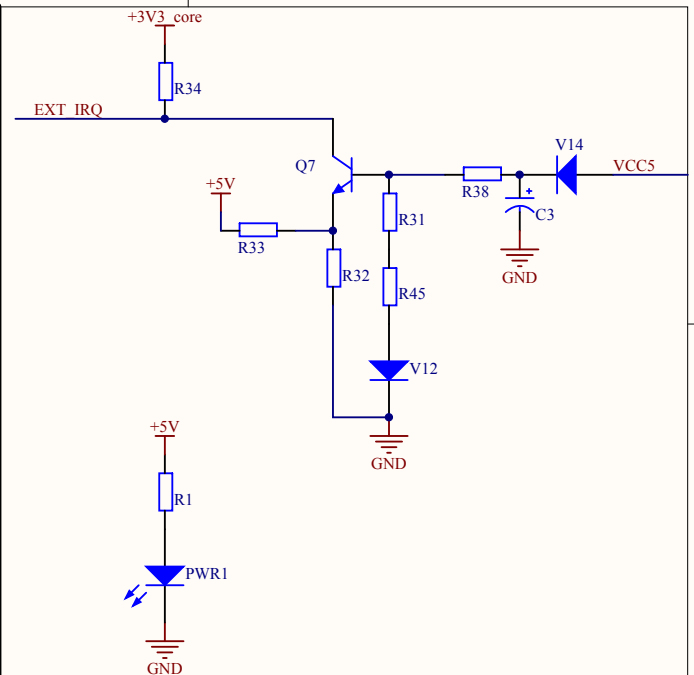 +3V3_core
R34
EXT_IRQ
V14
Q7
VCC5
+5V
R38
R31
C3
R33
R32
GND
R45
V12
+5V
GND
R1
PWR1
GND